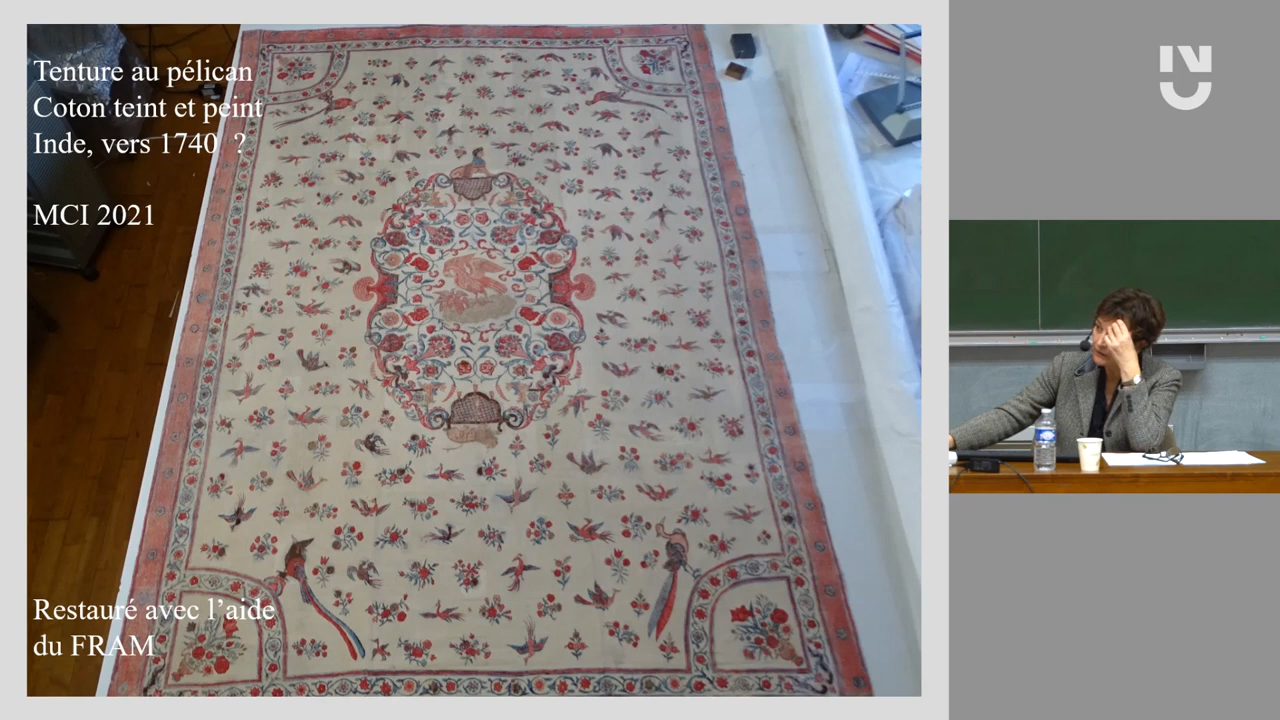 Tenture au pélican
Coton teint et peint
Inde, vers 1740 ?
MCI 2021
Restauré avec l'aide
du FRAM